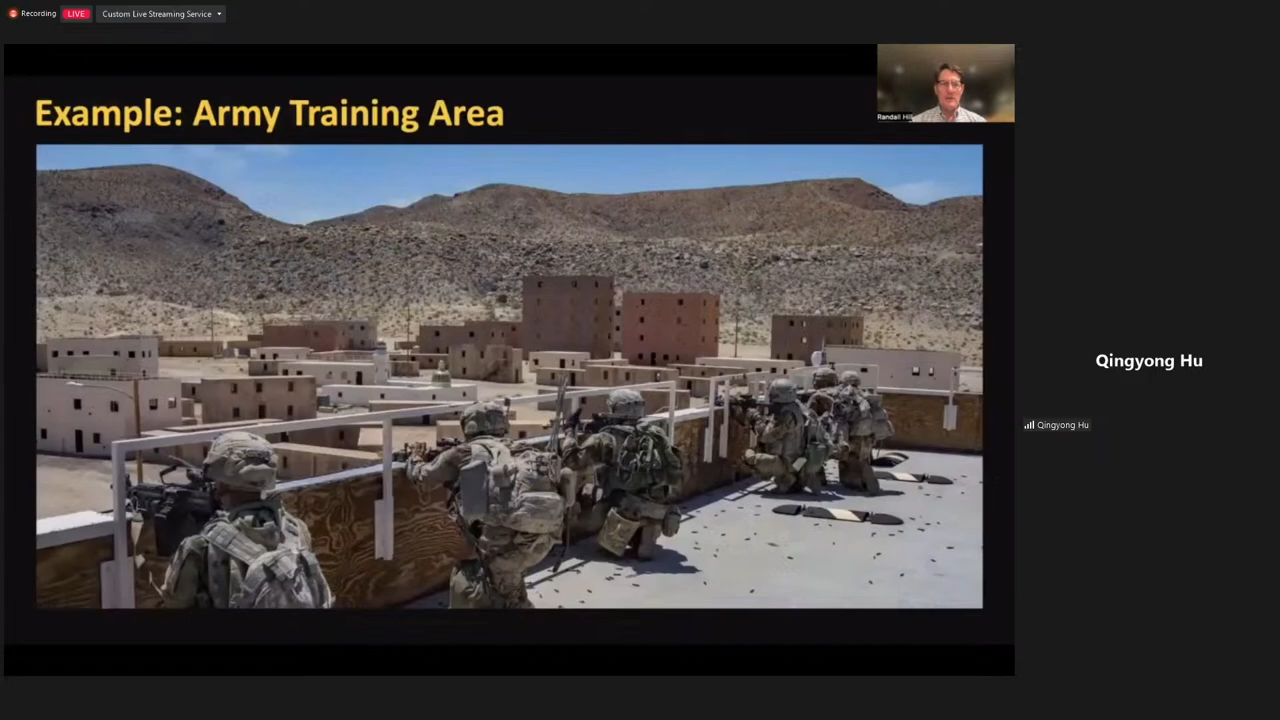 Recording
LIVE
Custom Live Streaming Service
Example: Army Training Area
Randall Hill
Qingyong Hu
Qingyong Hu